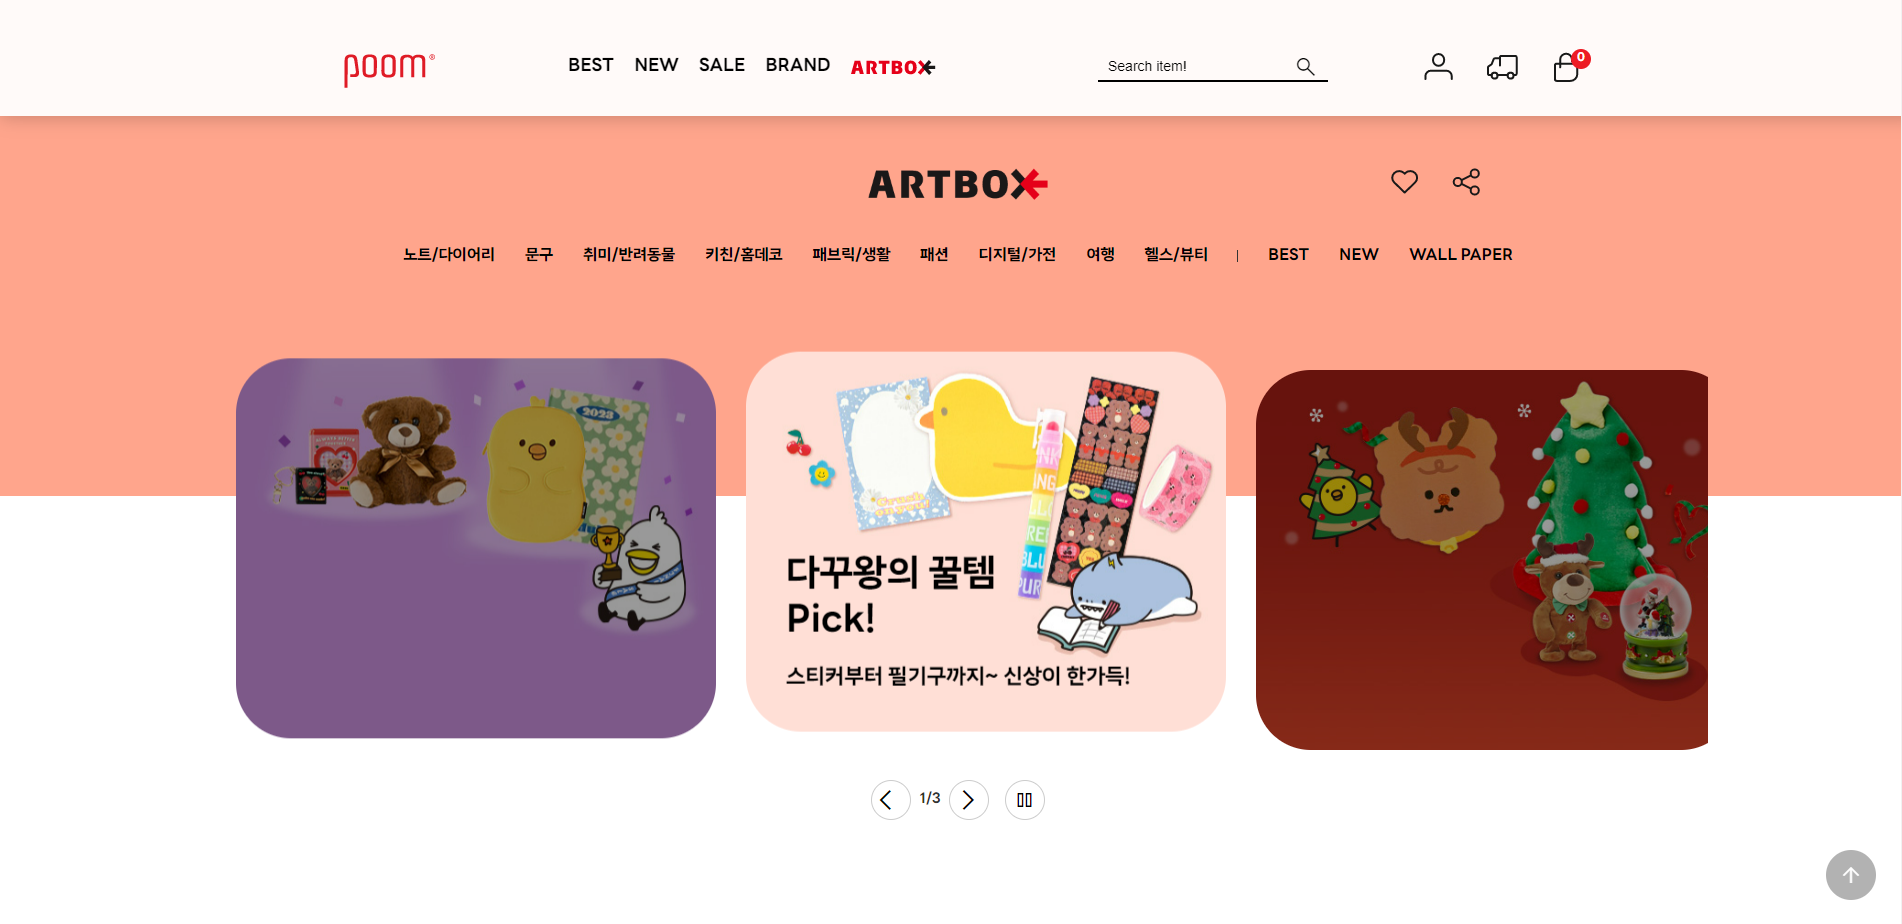 poom®
BEST NEW SALE BRAND ARTBOX
Search item!
0
ARTBOX
노트/다이어리 문구 취미/반려동물 키친/홈데코 패브릭/생활 패션 디지털/가전 여행 헬스/뷰티 | BEST NEW WALL PAPER
2023
다꾸왕의 꿀템
Pick!
스티커부터 필기구까지~ 신상이 한가득!
1/3